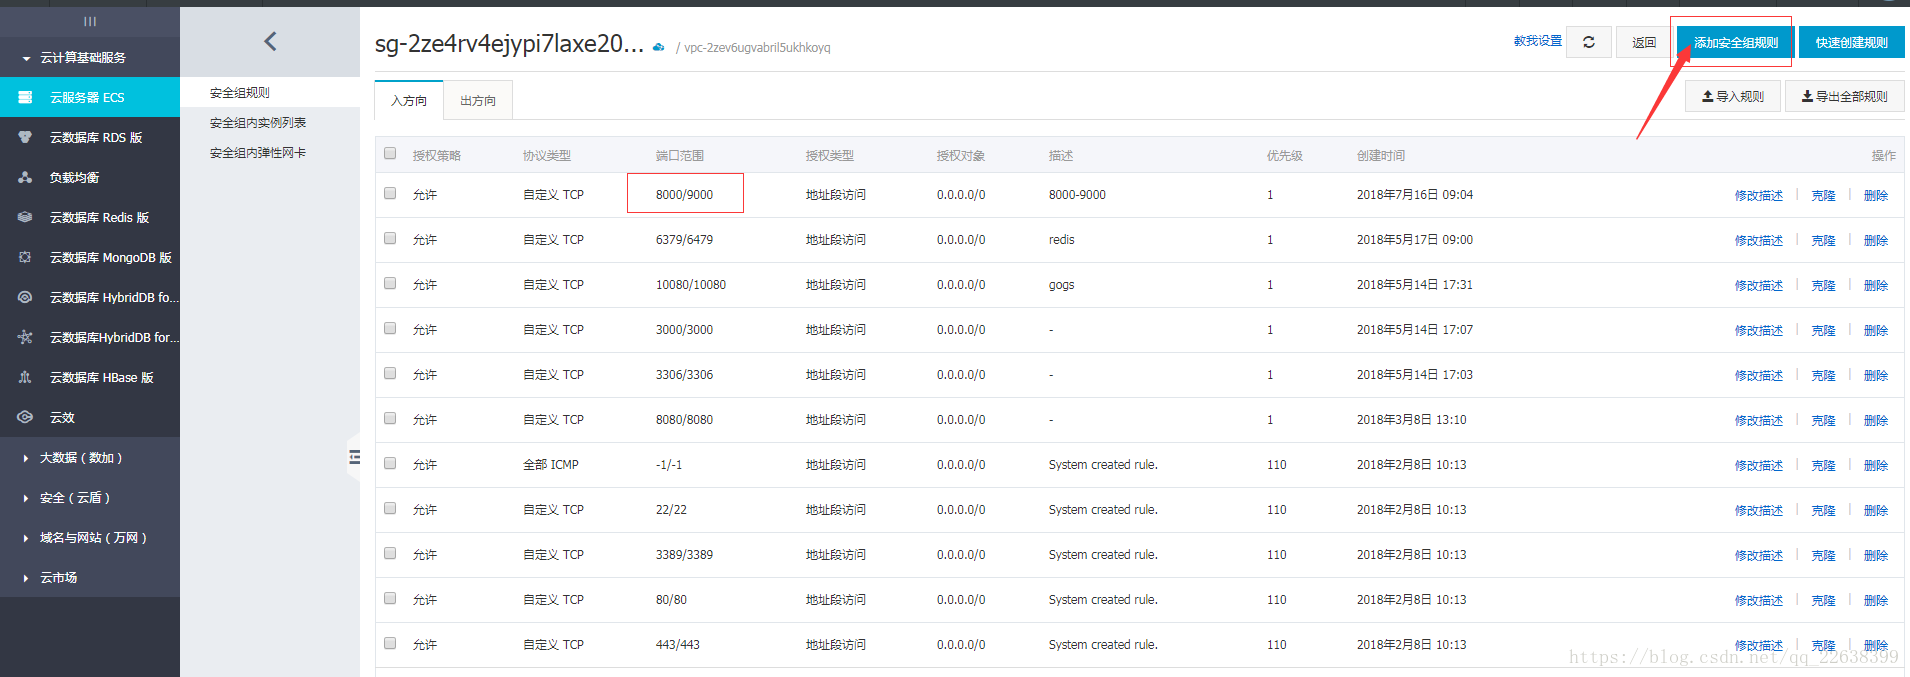 云计算基础服务
云服务器 ECS
云数据库 RDS 版
负载均衡
云数据库 Redis 版
云数据库 MongoDB 版
云数据库 HybridDB fo...
云数据库HybridDB for...
云数据库 HBase 版
云效
大数据（数加）
安全（云盾）
域名与网站（万网）
云市场
安全组规则
安全组内实例列表
安全组内弹性网卡
sg-2ze4rv4ejypi7laxe20... / vpc-2zev6ugvabril5ukhkoyq
教我设置 返回 添加安全组规则 快速创建规则
入方向 出方向 导入规则 导出全部规则
授权策略 协议类型 端口范围 授权类型 授权对象 描述 优先级 创建时间 操作
允许 自定义 TCP 8000/9000 地址段访问 0.0.0.0/0 8000-9000 1 2018年7月16日 09:04 修改描述 克隆 删除
允许 自定义 TCP 6379/6479 地址段访问 0.0.0.0/0 redis 1 2018年5月17日 09:00 修改描述 克隆 删除
允许 自定义 TCP 10080/10080 地址段访问 0.0.0.0/0 gogs 1 2018年5月14日 17:31 修改描述 克隆 删除
允许 自定义 TCP 3000/3000 地址段访问 0.0.0.0/0 - 1 2018年5月14日 17:07 修改描述 克隆 删除
允许 自定义 TCP 3306/3306 地址段访问 0.0.0.0/0 - 1 2018年5月14日 17:03 修改描述 克隆 删除
允许 自定义 TCP 8080/8080 地址段访问 0.0.0.0/0 - 1 2018年3月8日 13:10 修改描述 克隆 删除
允许 全部 ICMP -1/-1 地址段访问 0.0.0.0/0 System created rule. 110 2018年2月8日 10:13 修改描述 克隆 删除
允许 自定义 TCP 22/22 地址段访问 0.0.0.0/0 System created rule. 110 2018年2月8日 10:13 修改描述 克隆 删除
允许 自定义 TCP 3389/3389 地址段访问 0.0.0.0/0 System created rule. 110 2018年2月8日 10:13 修改描述 克隆 删除
允许 自定义 TCP 80/80 地址段访问 0.0.0.0/0 System created rule. 110 2018年2月8日 10:13 修改描述 克隆 删除
允许 自定义 TCP 443/443 地址段访问 0.0.0.0/0 System created rule. 110 2018年2月8日 10:13 修改描述 克隆 删除
https://blog.csdn.net/qq_22638399